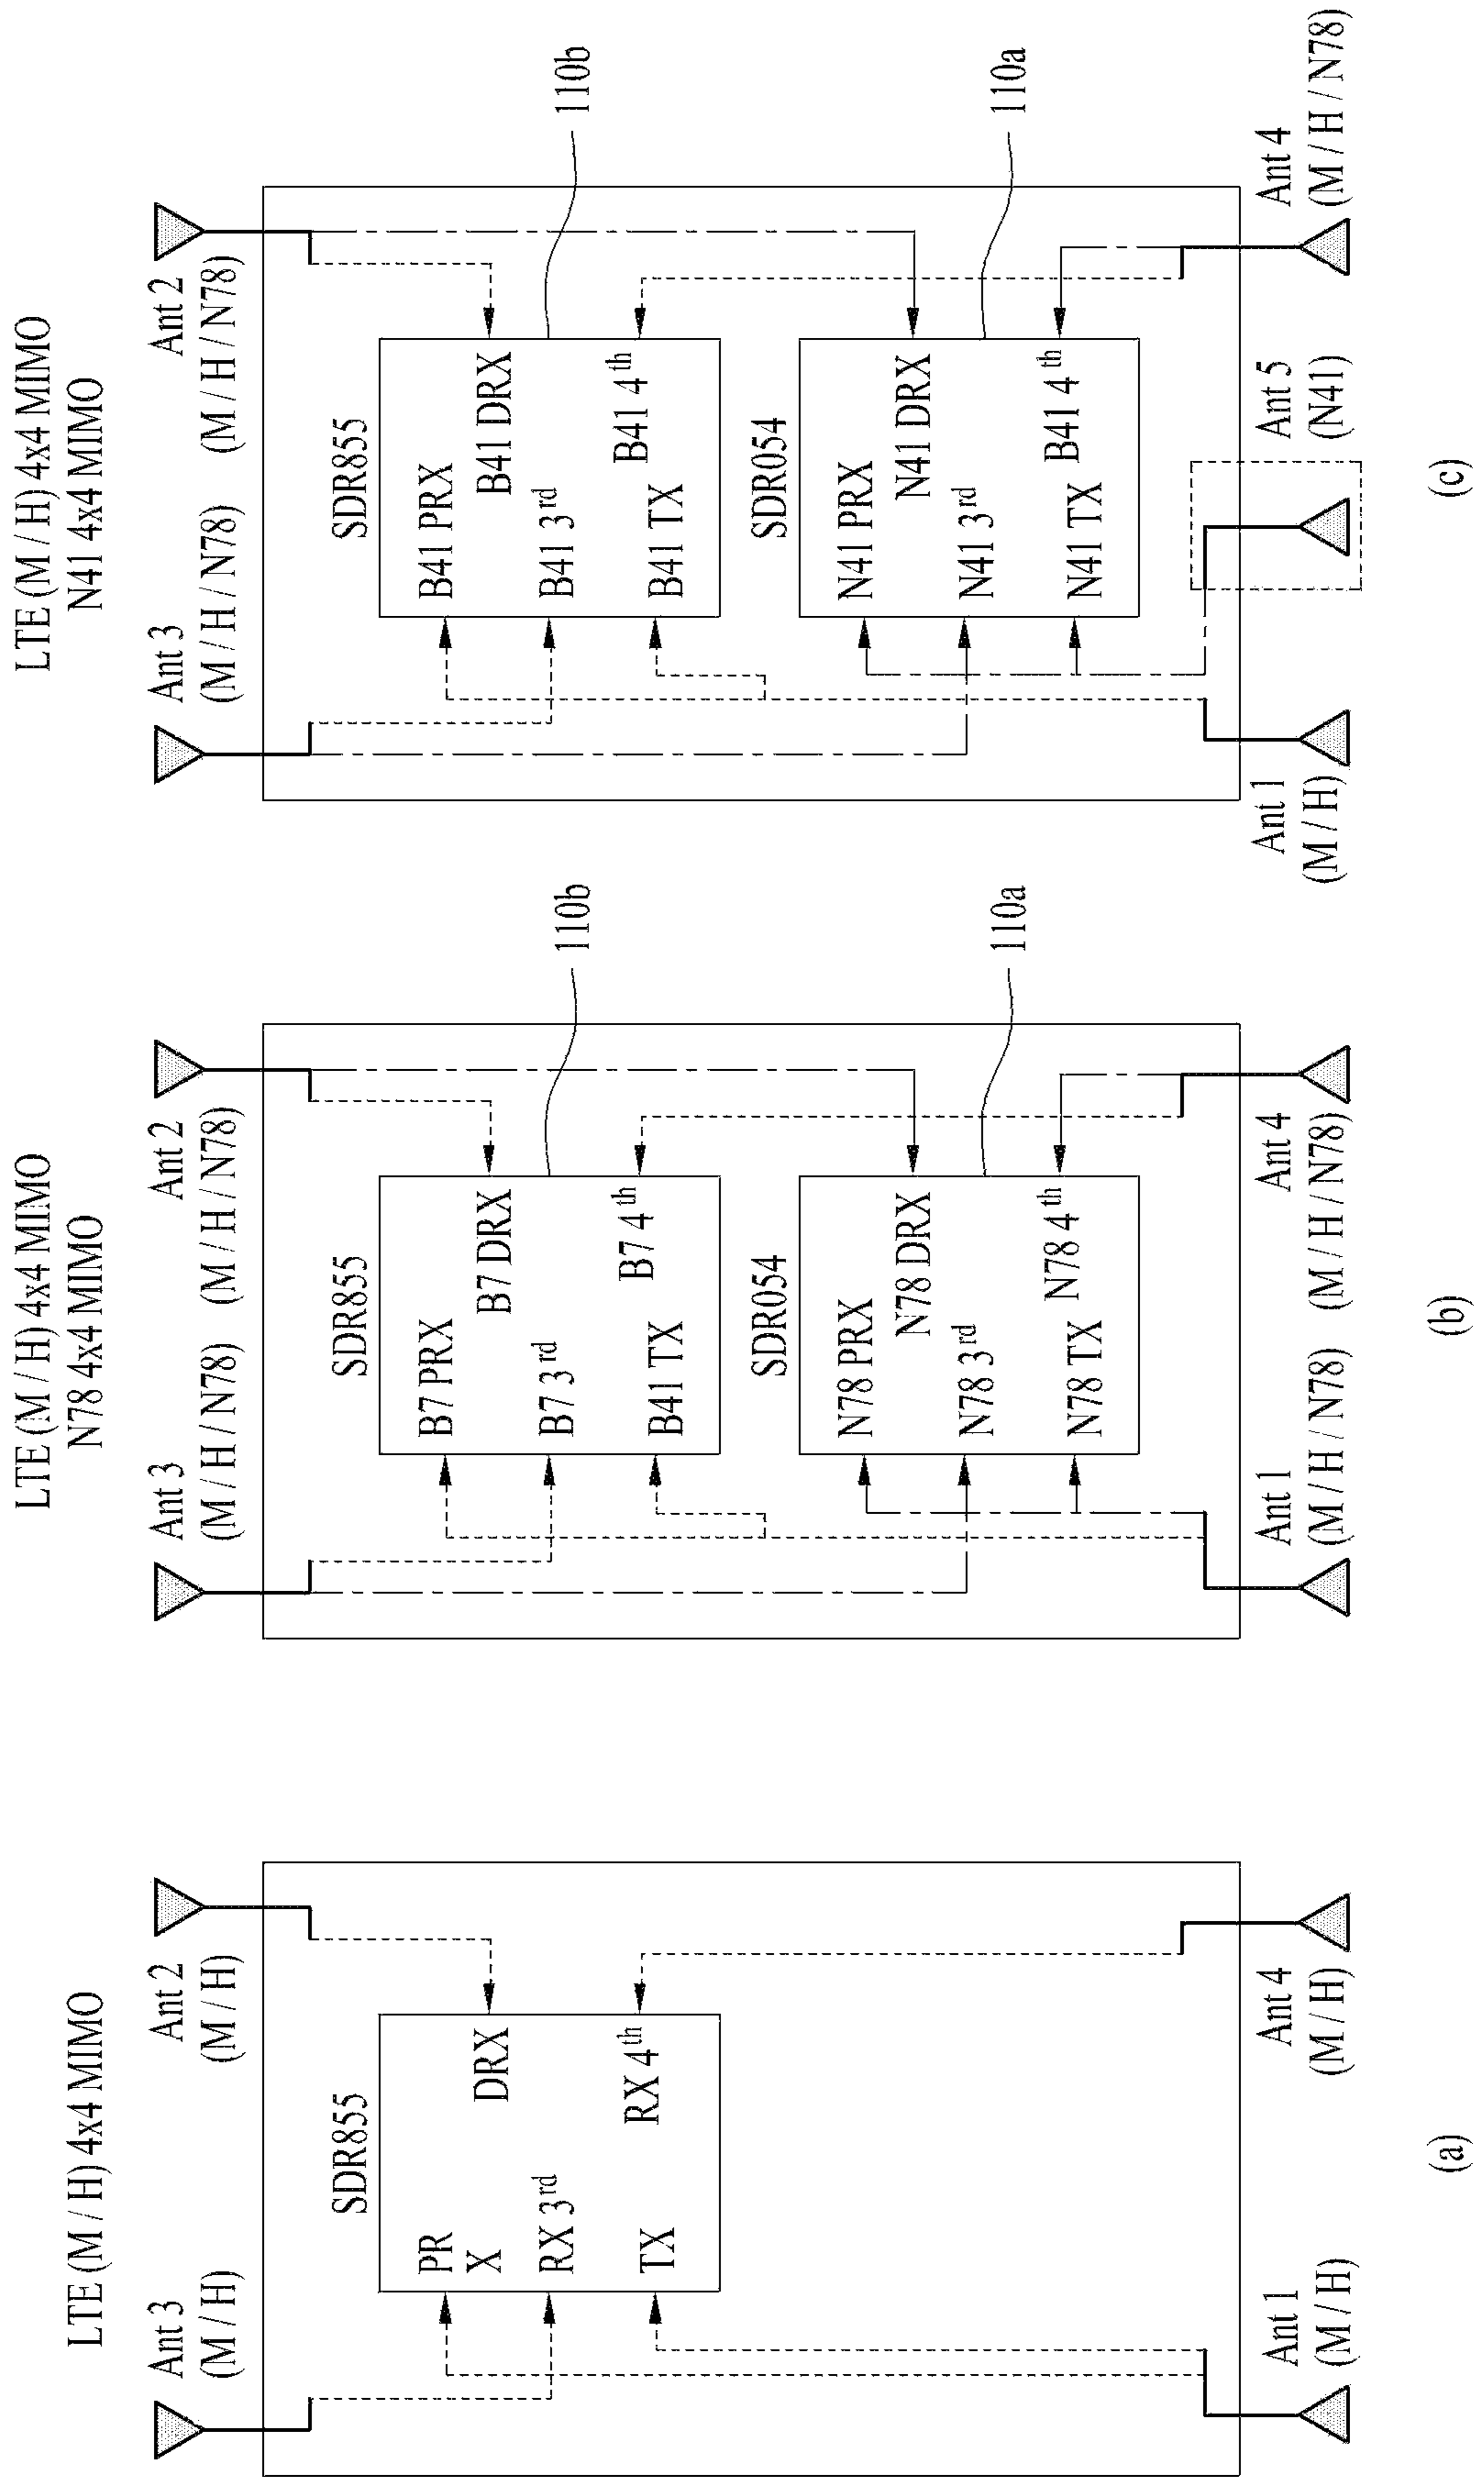 LTE (M / H) 4x4 MIMO
Ant 3
(M / H)
Ant 2
(M / H)
SDR855
PR
X
DRX
RX 3rd
RX 4th
TX
Ant 1
(M / H)
Ant 4
(M / H)
(a)
LTE (M / H) 4x4 MIMO
N78 4x4 MIMO
Ant 3
(M / H / N78)
Ant 2
(M / H / N78)
SDR855
B7 PRX
B7 DRX
B7 3rd
B7 4th
B41 TX
110b
SDR054
N78 PRX
N78 DRX
N78 3rd
N78 4th
N78 TX
110a
Ant 1
(M / H / N78)
Ant 4
(M / H / N78)
(b)
LTE (M / H) 4x4 MIMO
N41 4x4 MIMO
Ant 3
(M / H / N78)
Ant 2
(M / H / N78)
SDR855
B41 PRX
B41 DRX
B41 3rd
B41 4th
B41 TX
110b
SDR054
N41 PRX
N41 DRX
N41 3rd
B41 4th
N41 TX
110a
Ant 1
(M / H)
Ant 5
(N41)
Ant 4
(M / H / N78)
(c)